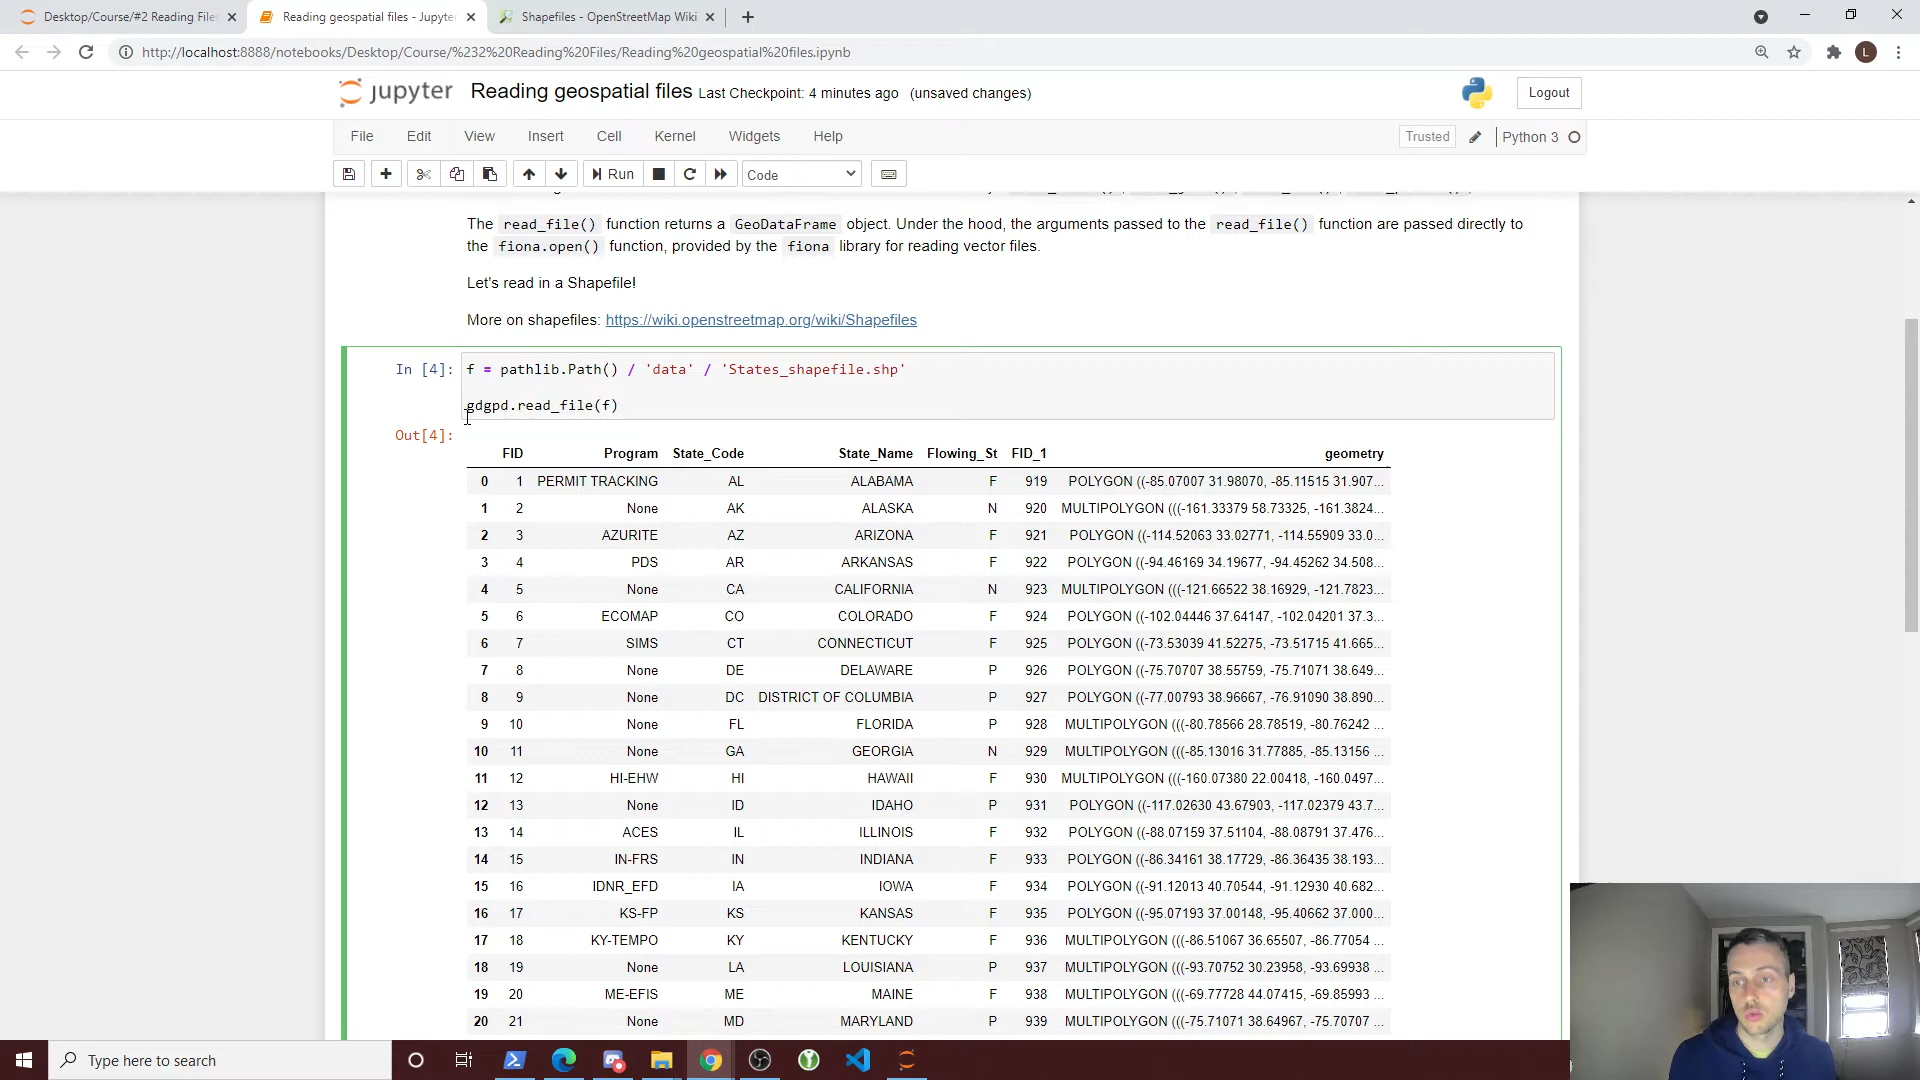 Desktop/Course/#2 Reading Files
Reading geospatial files - Jupyter
Shapefiles - OpenStreetMap Wiki
http://localhost:8888/notebooks/Desktop/Course/%232%20Reading%20Files/Reading%20geospatial%20files.ipynb
L
jupyter Reading geospatial files Last Checkpoint: 4 minutes ago (unsaved changes)
Logout
File Edit View Insert Cell Kernel Widgets Help
Trusted
Python 3
Run
Code
The read_file() function returns a GeoDataFrame object. Under the hood, the arguments passed to the read_file() function are passed directly to
the fiona.open() function, provided by the fiona library for reading vector files.
Let's read in a Shapefile!
More on shapefiles: https://wiki.openstreetmap.org/wiki/Shapefiles
In [4]: f = pathlib.Path() / 'data' / 'States_shapefile.shp'
gdgpd.read_file(f)
Out[4]:
FID Program State_Code State_Name Flowing_St FID_1 geometry
0 1 PERMIT TRACKING AL ALABAMA F 919 POLYGON ((-85.07007 31.98070, -85.11515 31.907...
1 2 None AK ALASKA N 920 MULTIPOLYGON (((-161.33379 58.73325, -161.3824...
2 3 AZURITE AZ ARIZONA F 921 POLYGON ((-114.52063 33.02771, -114.55909 33.0...
3 4 PDS AR ARKANSAS F 922 POLYGON ((-94.46169 34.19677, -94.45262 34.508...
4 5 None CA CALIFORNIA N 923 MULTIPOLYGON (((-121.66522 38.16929, -121.7823...
5 6 ECOMAP CO COLORADO F 924 POLYGON ((-102.04446 37.64147, -102.04201 37.3...
6 7 SIMS CT CONNECTICUT F 925 POLYGON ((-73.53039 41.52275, -73.51715 41.665...
7 8 None DE DELAWARE P 926 POLYGON ((-75.70707 38.55759, -75.71071 38.649...
8 9 None DC DISTRICT OF COLUMBIA P 927 POLYGON ((-77.00793 38.96667, -76.91090 38.890...
9 10 None FL FLORIDA P 928 MULTIPOLYGON (((-80.78566 28.78519, -80.76242 ...
10 11 None GA GEORGIA N 929 MULTIPOLYGON (((-85.13016 31.77885, -85.13156 ...
11 12 HI-EHW HI HAWAII F 930 MULTIPOLYGON (((-160.07380 22.00418, -160.0497...
12 13 None ID IDAHO P 931 POLYGON ((-117.02630 43.67903, -117.02379 43.7...
13 14 ACES IL ILLINOIS F 932 POLYGON ((-88.07159 37.51104, -88.08791 37.476...
14 15 IN-FRS IN INDIANA F 933 POLYGON ((-86.34161 38.17729, -86.36435 38.193...
15 16 IDNR_EFD IA IOWA F 934 POLYGON ((-91.12013 40.70544, -91.12930 40.682...
16 17 KS-FP KS KANSAS F 935 POLYGON ((-95.07193 37.00148, -95.40662 37.000...
17 18 KY-TEMPO KY KENTUCKY F 936 MULTIPOLYGON (((-86.51067 36.65507, -86.77054 ...
18 19 None LA LOUISIANA P 937 MULTIPOLYGON (((-93.70752 30.23958, -93.69938 ...
19 20 ME-EFIS ME MAINE F 938 MULTIPOLYGON (((-69.77728 44.07415, -69.85993 ...
20 21 None MD MARYLAND P 939 MULTIPOLYGON (((-75.71071 38.64967, -75.70707 ...
Type here to search